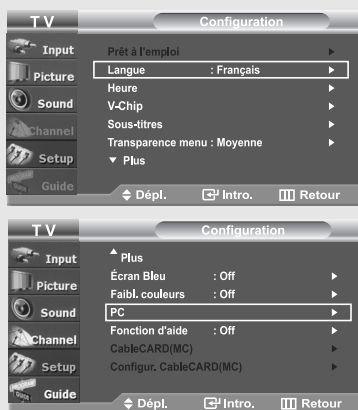 TV Configuration
Input
Picture
Sound
Channel
Setup
Guide
Prêt à l'emploi
Langue : Français
Heure
V-Chip
Sous-titres
Transparence menu : Moyenne
Plus
Dépl. Intro. Retour
TV Configuration
Input
Picture
Sound
Channel
Setup
Guide
Plus
Écran Bleu : Off
Faibl. couleurs : Off
PC
Fonction d'aide : Off
CableCARD(MC)
Configur. CableCARD(MC)
Dépl. Intro. Retour